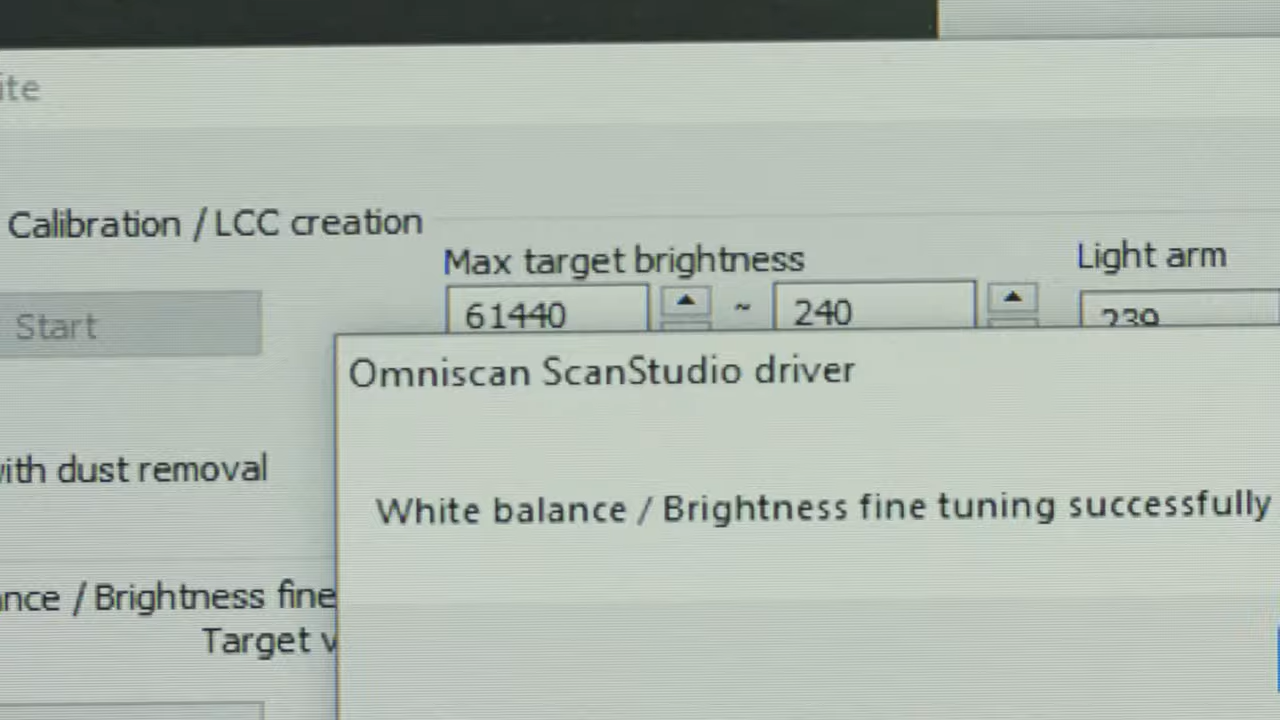 ite
Calibration / LCC creation
Max target brightness
Light arm
61440
~
240
239
Start
Omniscan ScanStudio driver
with dust removal
White balance / Brightness fine tuning successfully
ance / Brightness fine
Target v